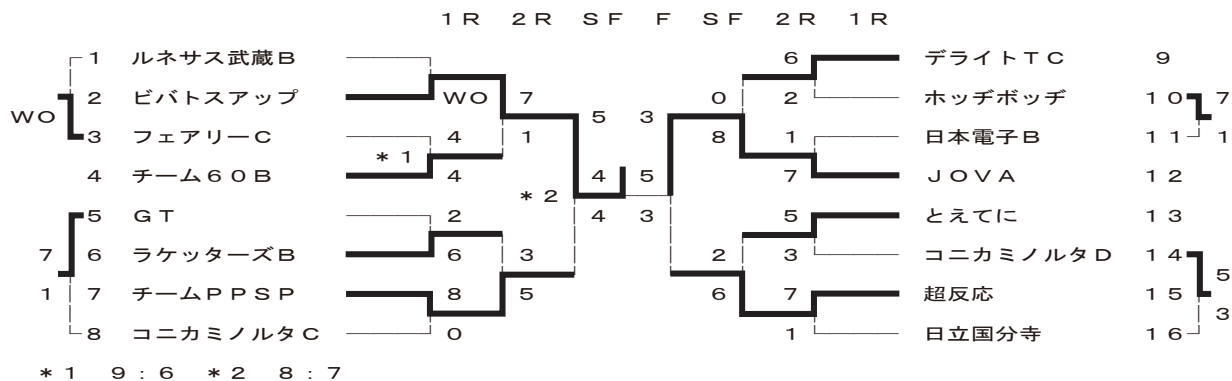 1R 2R SF F SF 2R 1R
1 ルネサス武蔵B 6 デライトTC 9
2 ビバトスアップ WO 7 0 2 ホッヂポッヂ 10 7
WO 5 3
3 フェアリーC 4 1 8 1 日本電子B 11 1
*1
4 チーム60B 4 4 5 7 JOVA 12
*2
5 GT 2 4 3 5 とえてに 13
7 6 ラケッターズB 6 3 2 3 コニカミノルタD 14
5
1 7 チームPPSP 8 5 6 7 超反応 15
3
8 コニカミノルタC 0 1 日立国分寺 16
*1 9:6 *2 8:7